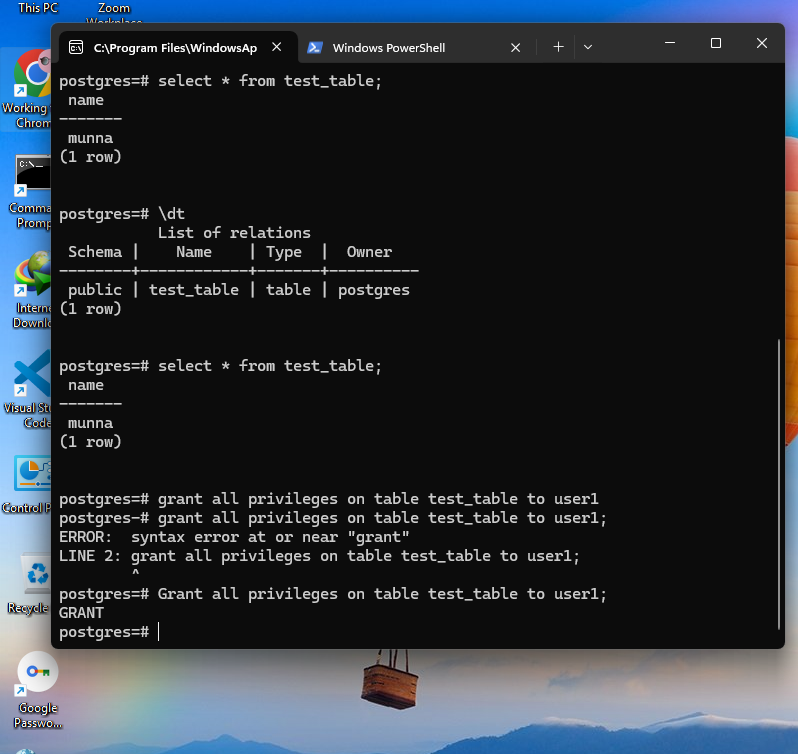 This PC
Zoom
Workplace
C:\Program Files\WindowsAp
Windows PowerShell
Working
Chrom
Comma
Promp
Interne
Downlo
Visual Stu
Code
Control P
Recycle
Google
Passwo...
postgres=# select * from test_table;
name
-------
munna
(1 row)
postgres=# \dt
List of relations
Schema |    Name    | Type  |  Owner
--------+------------+-------+----------
public | test_table | table | postgres
(1 row)
postgres=# select * from test_table;
name
-------
munna
(1 row)
postgres=# grant all privileges on table test_table to user1
postgres-# grant all privileges on table test_table to user1;
ERROR:  syntax error at or near "grant"
LINE 2: grant all privileges on table test_table to user1;
^
postgres=# Grant all privileges on table test_table to user1;
GRANT
postgres=#